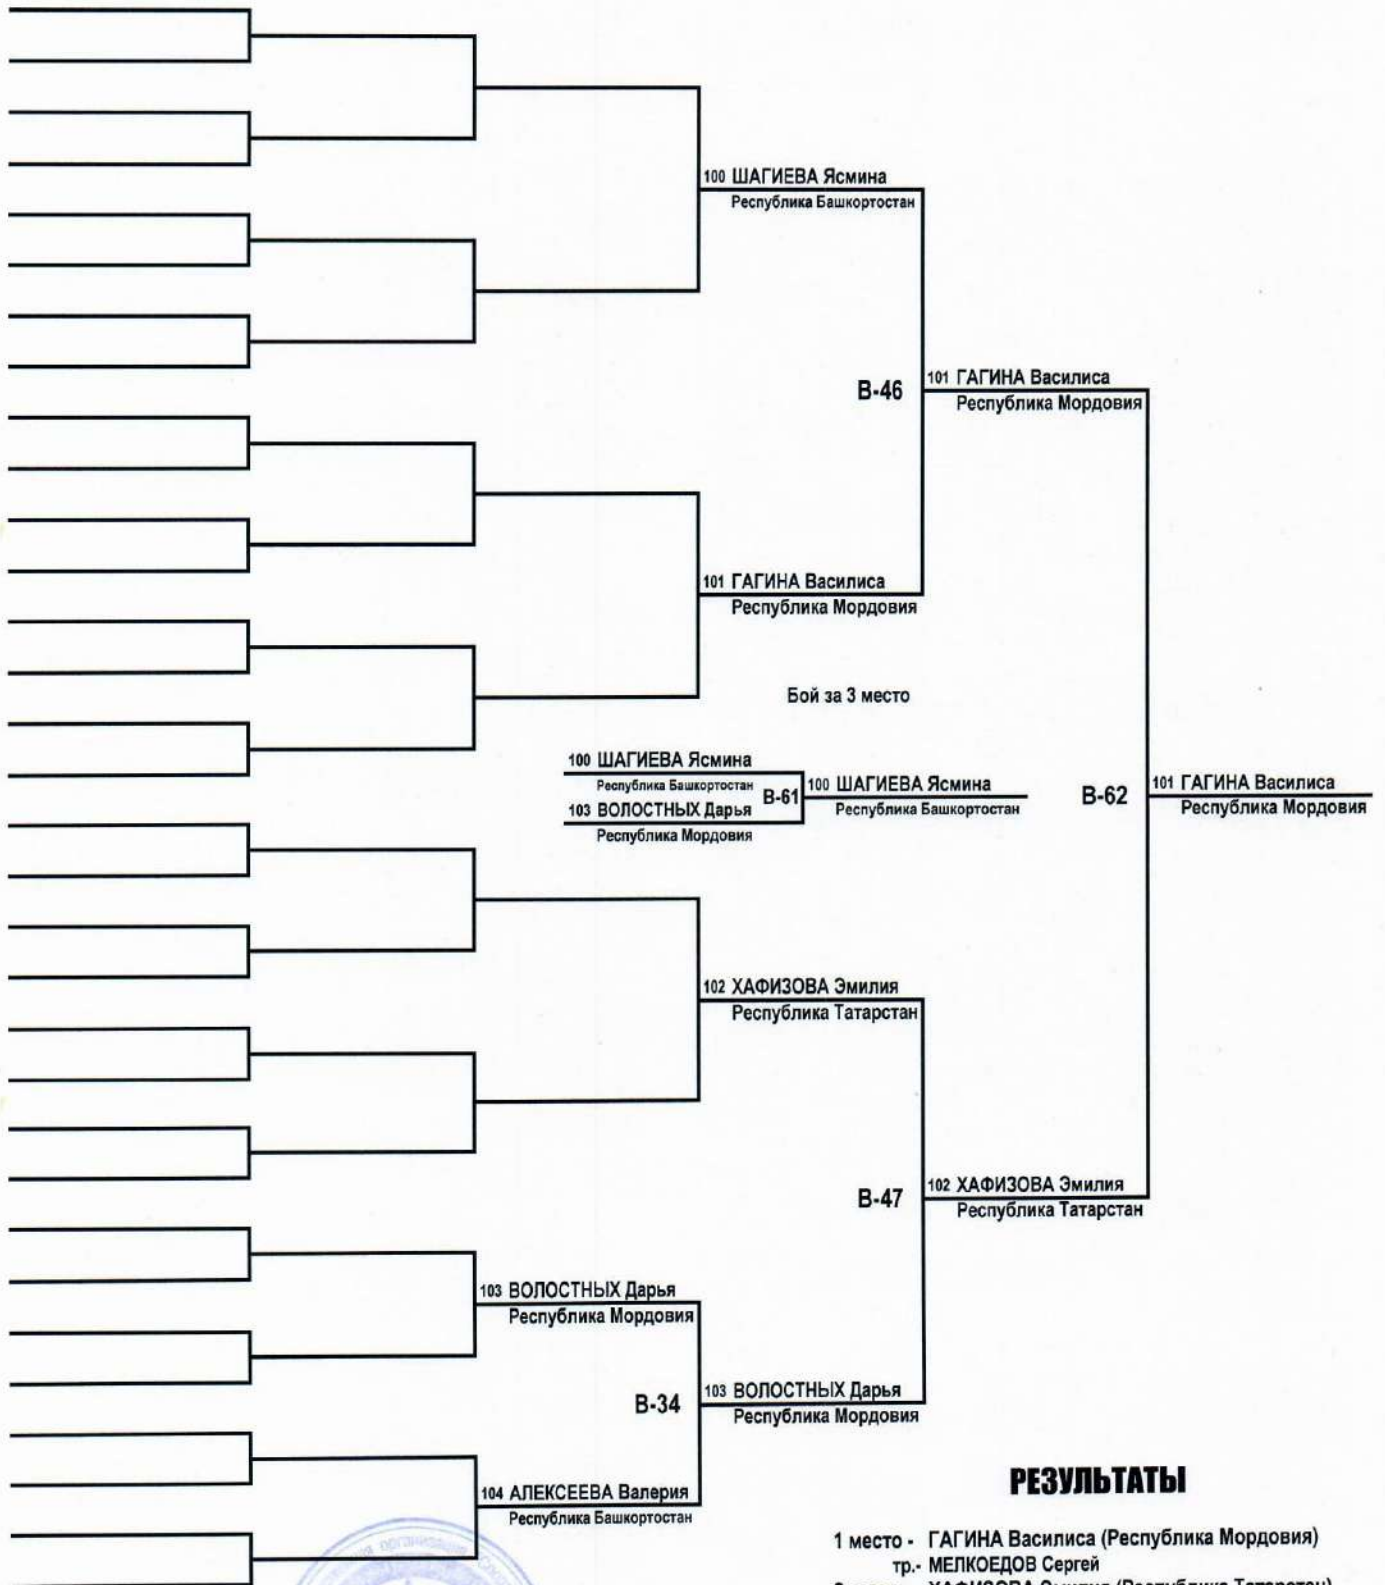 100 ШАГИЕВА Ясмина
Республика Башкортостан
В-46
101 ГАГИНА Василиса
Республика Мордовия
101 ГАГИНА Василиса
Республика Мордовия
Бой за 3 место
100 ШАГИЕВА Ясмина
Республика Башкортостан
103 ВОЛОСТНЫХ Дарья
Республика Мордовия
В-61
100 ШАГИЕВА Ясмина
Республика Башкортостан
В-62
101 ГАГИНА Василиса
Республика Мордовия
102 ХАФИЗОВА Эмилия
Республика Татарстан
В-47
102 ХАФИЗОВА Эмилия
Республика Татарстан
103 ВОЛОСТНЫХ Дарья
Республика Мордовия
В-34
103 ВОЛОСТНЫХ Дарья
Республика Мордовия
104 АЛЕКСЕЕВА Валерия
Республика Башкортостан
РЕЗУЛЬТАТЫ
1 место - ГАГИНА Василиса (Республика Мордовия)
тр.- МЕЛКОЕДОВ Сергей
ХАФИЗОВА Эмилия (Республика Татарстан)